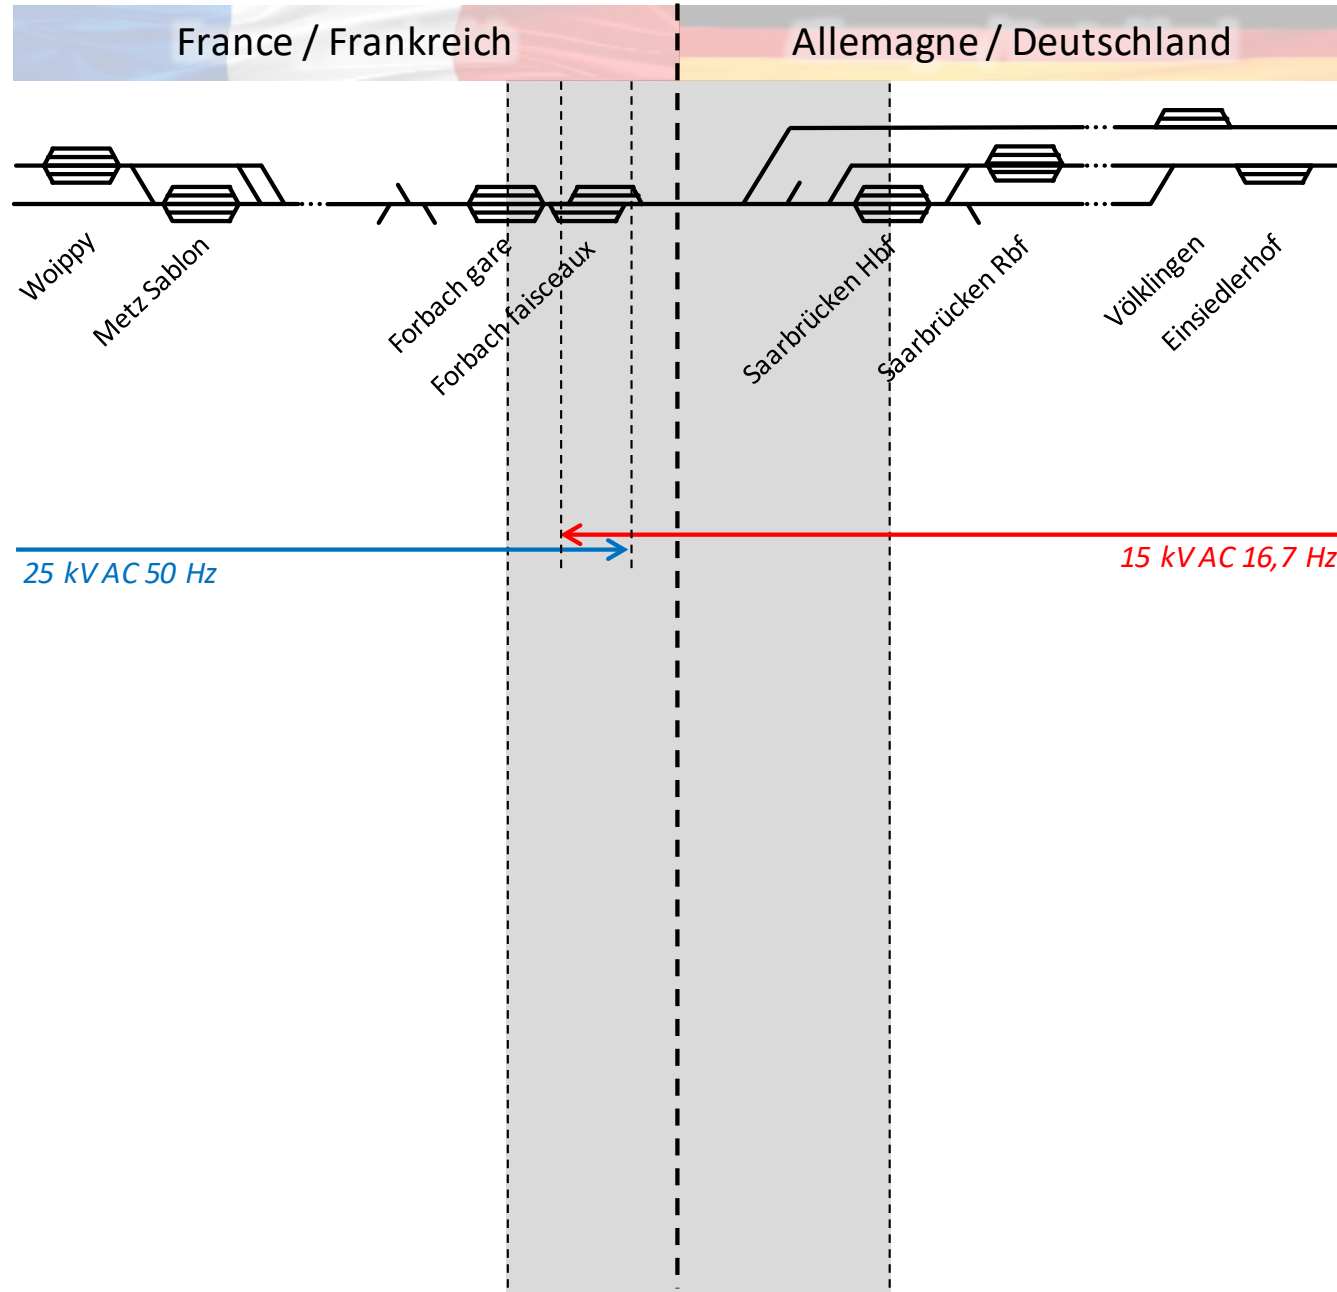 France / Frankreich
Allemagne / Deutschland
Woippy
Metz Sablon
Forbach gare
Forbach faisceaux
Saarbrücken Hbf
Saarbrücken Rbf
Völklingen
Einsiedlerhof
25 kV AC 50 Hz
15 kV AC 16,7 Hz